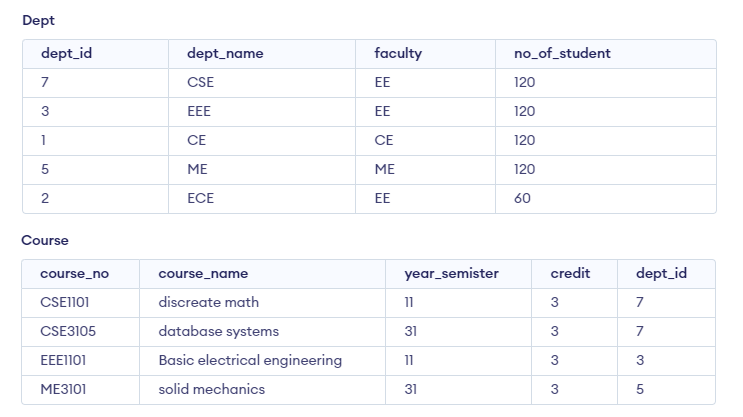 Dept
dept_id dept_name faculty no_of_student
7 CSE EE 120
3 EEE EE 120
1 CE CE 120
5 ME ME 120
2 ECE EE 60
Course
course_no course_name year_semister credit dept_id
CSE1101 discreate math 11 3 7
CSE3105 database systems 31 3 7
EEE1101 Basic electrical engineering 11 3 3
ME3101 solid mechanics 31 3 5